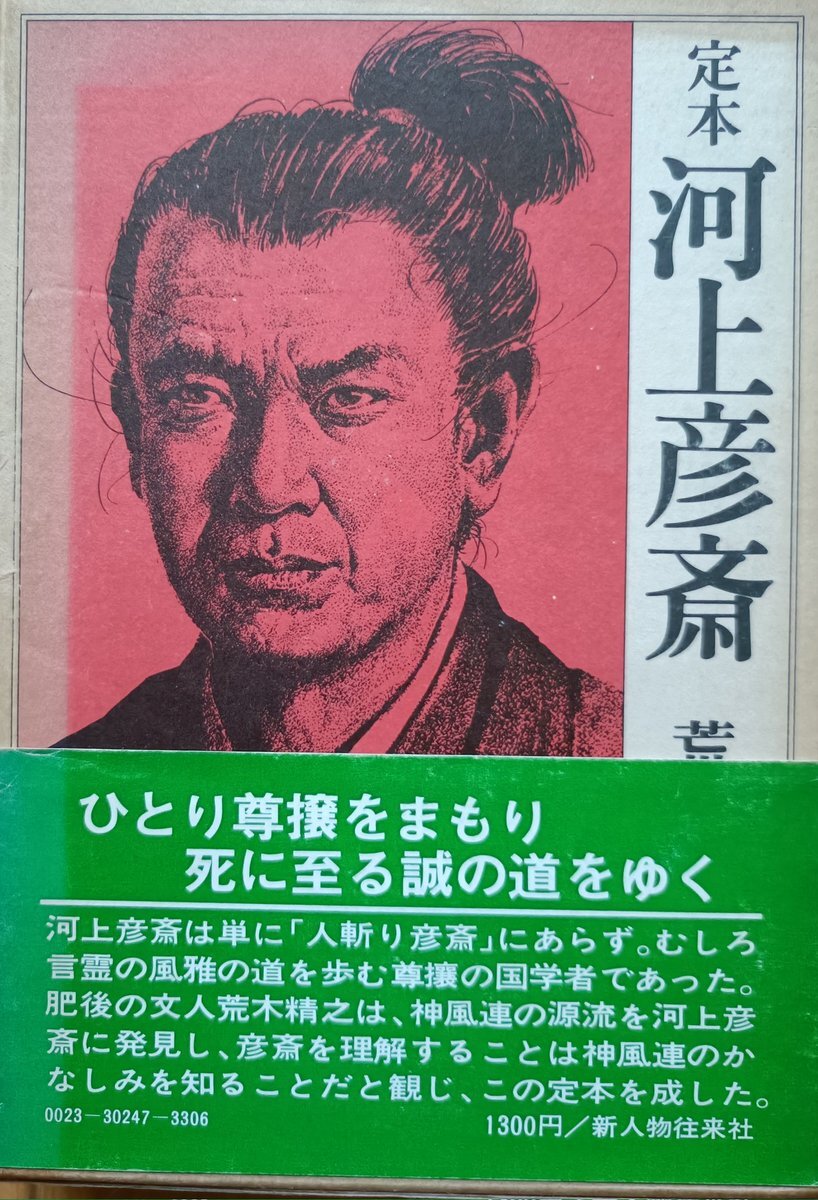 定本 河上彦斎
荒
ひとり尊攘をまもり
死に至る誠の道をゆく
河上彦斎は単に「人斬り彦斎」にあらず。むしろ
言霊の風雅の道を歩む尊攘の国学者であった。
肥後の文人荒木精之は、神風連の源流を河上彦
斎に発見し、彦斎を理解することは神風連のか
なしみを知ることだと観じ、この定本を成した。
0023-30247-3306
1300円/新人物往来社